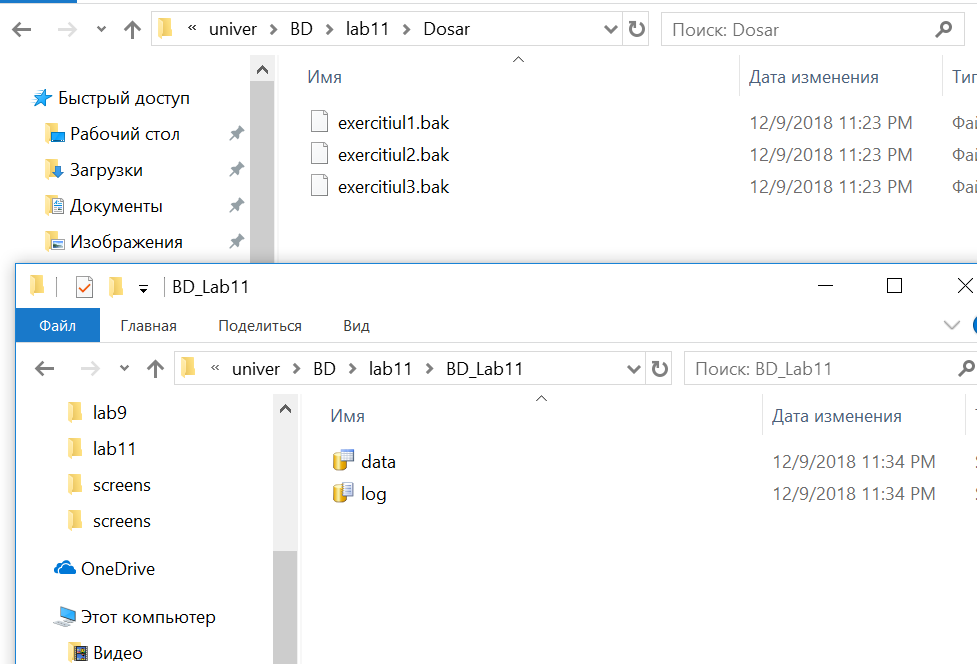 « univer > BD > lab11 > Dosar Поиск: Dosar
Имя Дата изменения Тип
Быстрый доступ
Рабочий стол
Загрузки
Документы
Изображения
exercitiul1.bak 12/9/2018 11:23 PM Фай
exercitiul2.bak 12/9/2018 11:23 PM Фай
exercitiul3.bak 12/9/2018 11:23 PM Фай
BD_Lab11
Файл Главная Поделиться Вид
« univer > BD > lab11 > BD_Lab11 Поиск: BD_Lab11
lab9
lab11
screens
screens
OneDrive
Этот компьютер
Видео
Имя Дата изменения
data 12/9/2018 11:34 PM
log 12/9/2018 11:34 PM